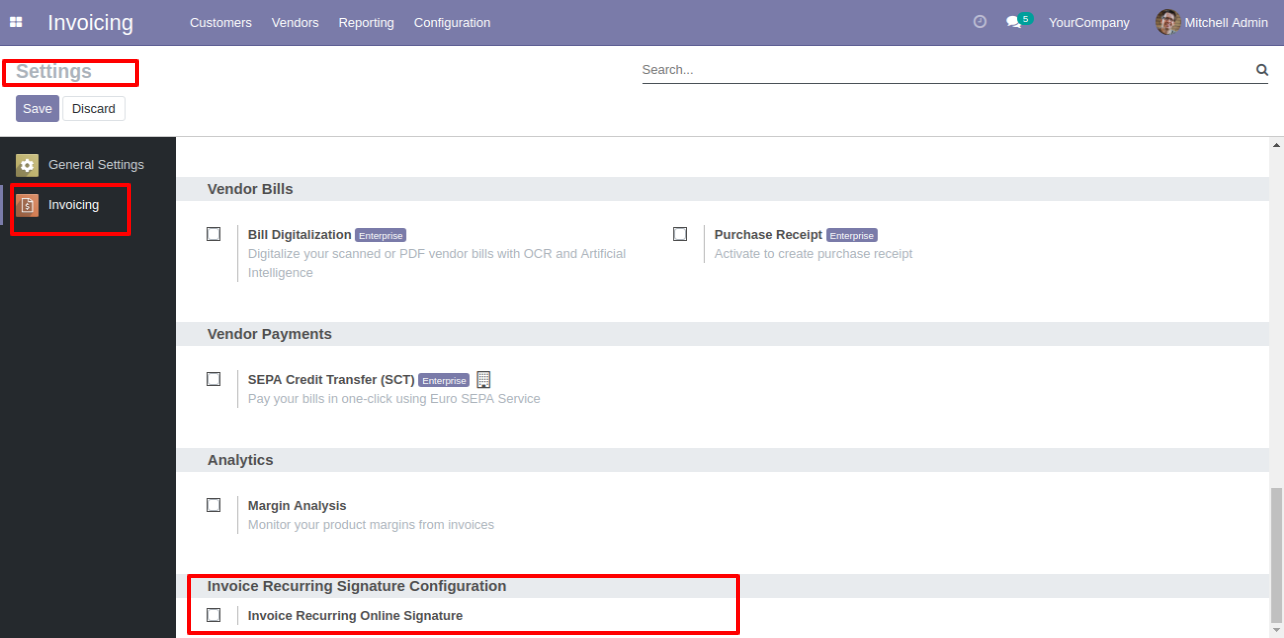 Invoicing Customers Vendors Reporting Configuration 5 YourCompany Mitchell Admin
Settings Search...
Save Discard
General Settings
Invoicing
Vendor Bills
Bill Digitalization Enterprise
Digitalize your scanned or PDF vendor bills with OCR and Artificial
Intelligence
Purchase Receipt Enterprise
Activate to create purchase receipt
Vendor Payments
SEPA Credit Transfer (SCT) Enterprise
Pay your bills in one-click using Euro SEPA Service
Analytics
Margin Analysis
Monitor your product margins from invoices
Invoice Recurring Signature Configuration
Invoice Recurring Online Signature